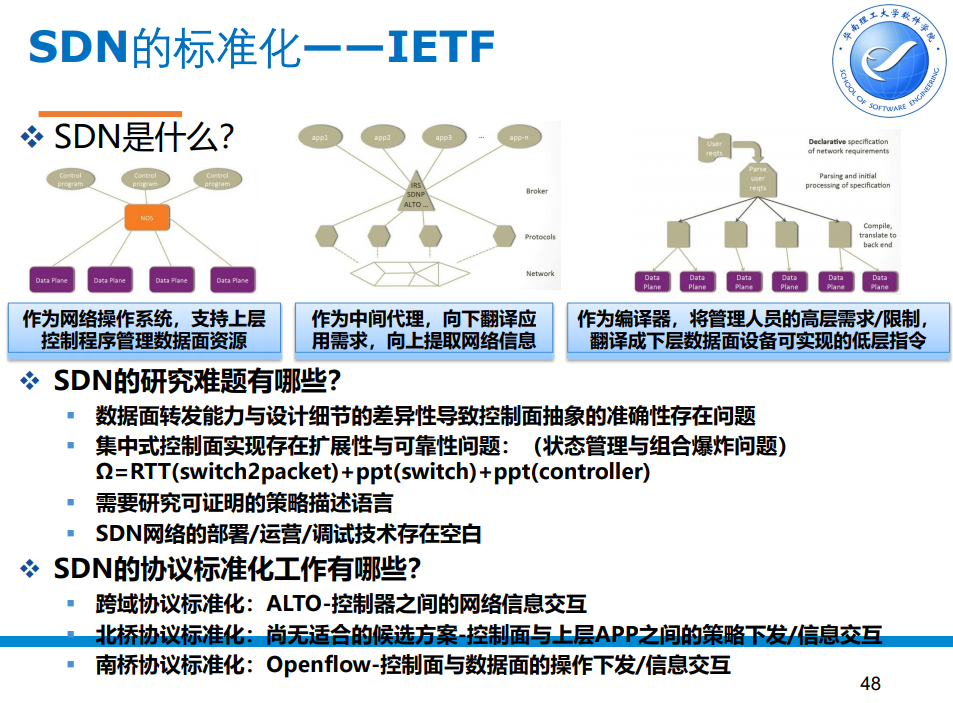 SDN的标准化——IETF
华南理工大学软件学院
SCHOOL OF SOFTWARE ENGINEERING
SDN是什么？
Control program
Control program
Control program
NOS
Data Plane
Data Plane
Data Plane
Data Plane
app1
app2
app3
...
app-n
IRS
SDNP
ALTO ...
Broker
Protocols
Network
User
reqts
Declarative specification
of network requirements
Parse
user
reqts
Parsing and initial
processing of specification
Compile,
translate to
back end
Data Plane
Data Plane
Data Plane
Data Plane
Data Plane
Data Plane
作为网络操作系统，支持上层
控制程序管理数据面资源
作为中间代理，向下翻译应
用需求，向上提取网络信息
作为编译器，将管理人员的高层需求/限制，
翻译成下层数据面设备可实现的低层指令
SDN的研究难题有哪些？
数据面转发能力与设计细节的差异性导致控制面抽象的准确性存在问题
集中式控制面实现存在扩展性与可靠性问题：（状态管理与组合爆炸问题）
Ω=RTT(switch2packet)+ppt(switch)+ppt(controller)
需要研究可证明的策略描述语言
SDN网络的部署/运营/调试技术存在空白
SDN的协议标准化工作有哪些？
跨域协议标准化：ALTO-控制器之间的网络信息交互
北桥协议标准化：尚无适合的候选方案-控制面与上层APP之间的策略下发/信息交互
南桥协议标准化：Openflow-控制面与数据面的操作下发/信息交互
48